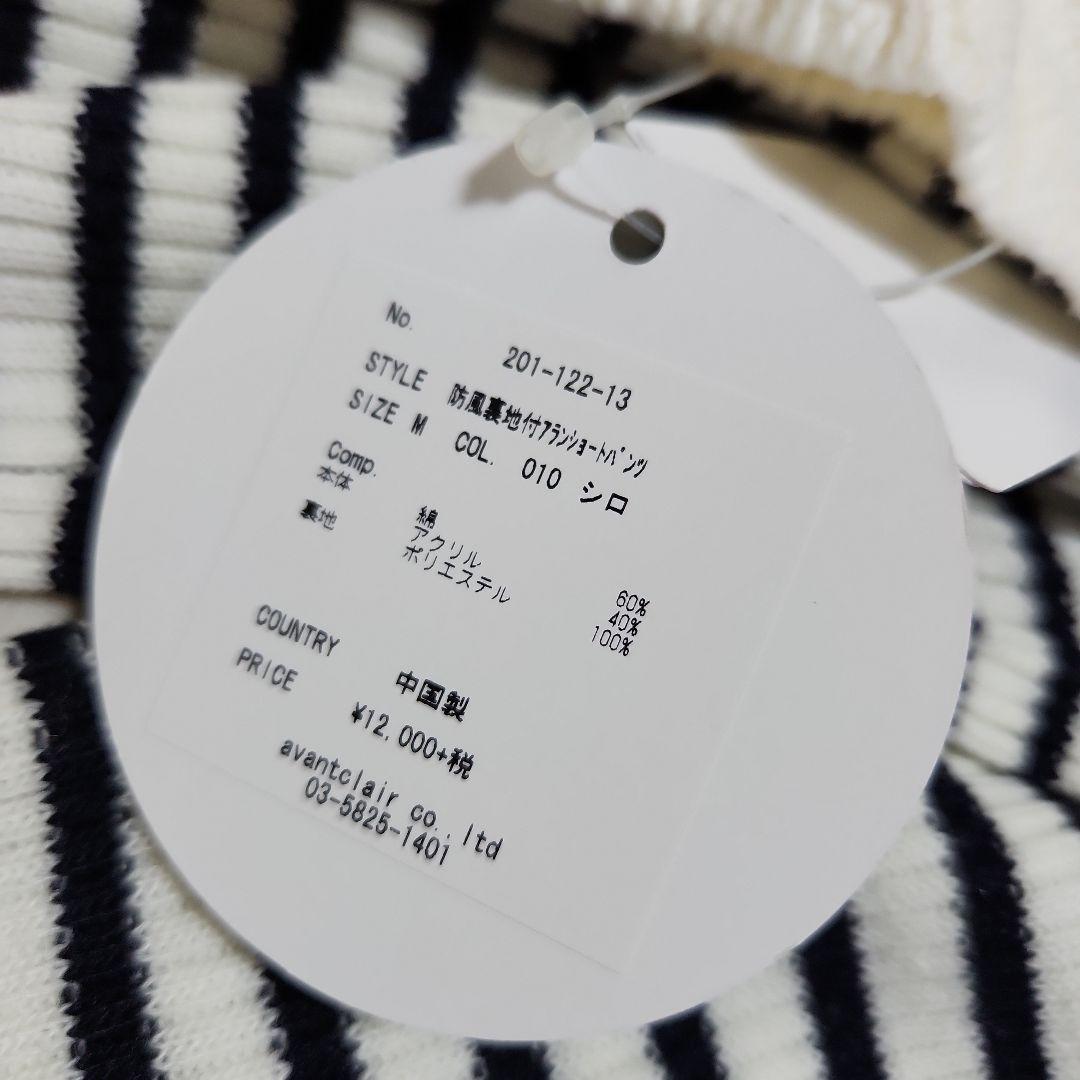 No. 201-122-13
STYLE 防風裏地付ｱﾗﾝｼｮｰﾄﾊﾟﾝﾂ
SIZE M COL. 010 シロ
Comp.
本体 綿 60%
アクリル 40%
裏地 ポリエステル 100%
COUNTRY 中国製
PRICE ¥12,000+税
avantclair co.,ltd
03-5825-1401